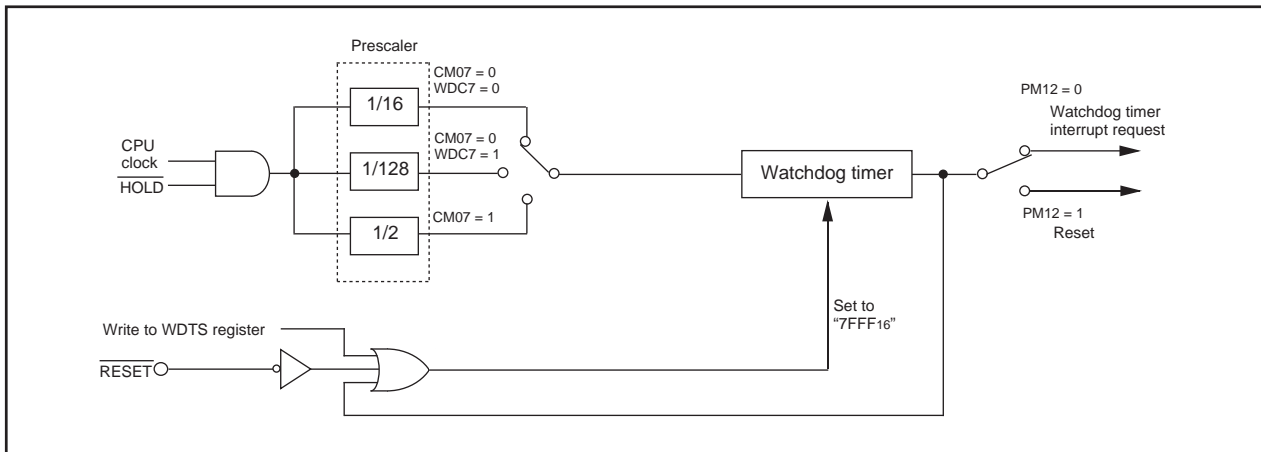 Prescaler
CM07 = 0
WDC7 = 0
1/16
PM12 = 0
Watchdog timer
interrupt request
CPU
clock
HOLD
CM07 = 0
WDC7 = 1
1/128
Watchdog timer
CM07 = 1
1/2
PM12 = 1
Reset
Set to
“7FFF16”
Write to WDTS register
RESET